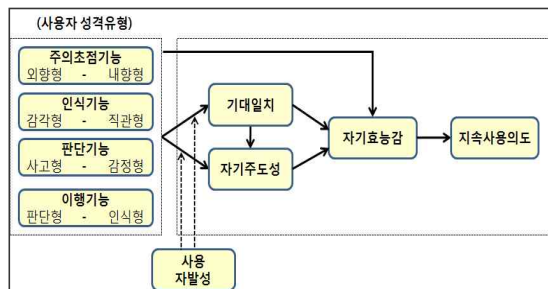 (사용자 성격유형)
주의초점기능
외향형 - 내향형
인식기능
감각형 - 직관형
판단기능
사고형 - 감정형
이행기능
판단형 - 인식형
기대일치
자기주도성
자기효능감
지속사용의도
사용
자발성